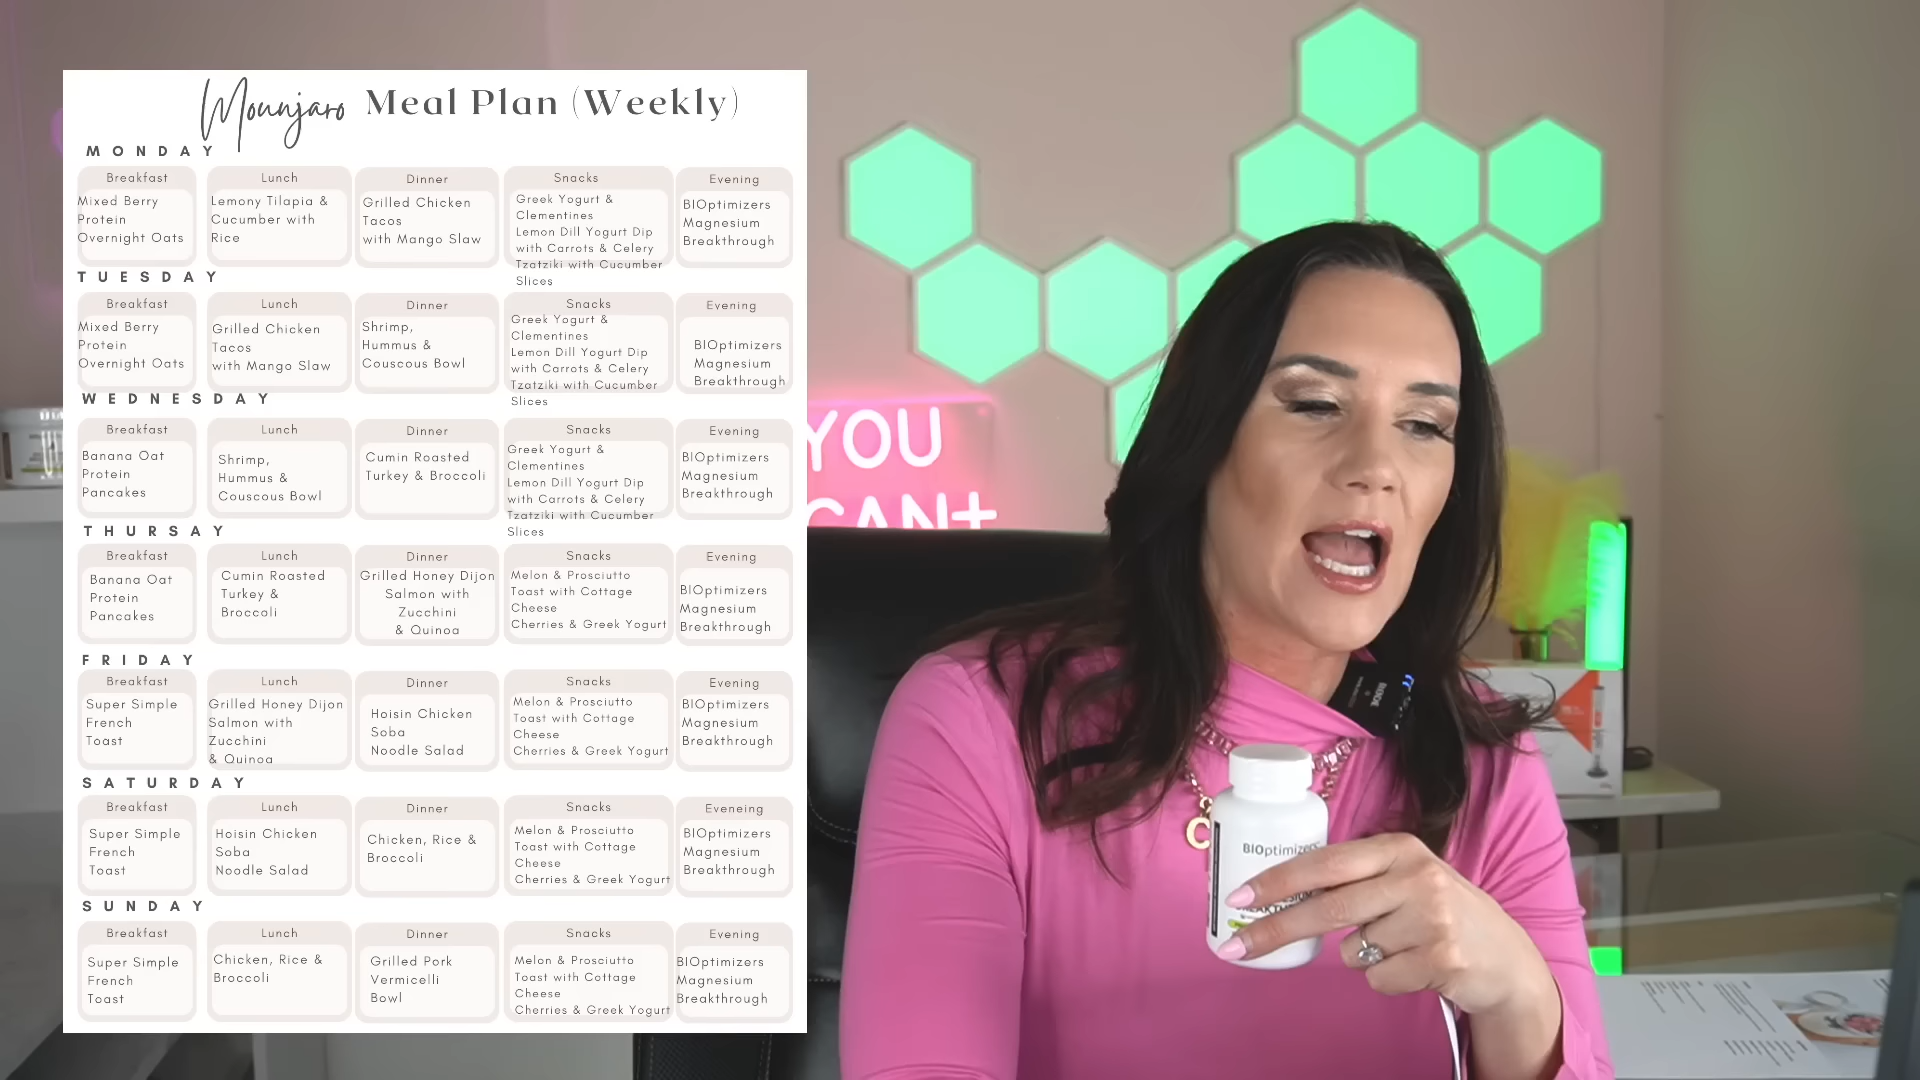 Mounjaro Meal Plan (Weekly)
MONDAY
Breakfast
Mixed Berry
Protein
Overnight Oats
Lunch
Lemony Tilapia &
Cucumber with
Rice
Dinner
Grilled Chicken
Tacos
with Mango Slaw
Snacks
Greek Yogurt &
Clementines
Lemon Dill Yogurt Dip
with Carrots & Celery
Tzatziki with Cucumber
Slices
Evening
BIOptimizers
Magnesium
Breakthrough
TUESDAY
Breakfast
Mixed Berry
Protein
Overnight Oats
Lunch
Grilled Chicken
Tacos
with Mango Slaw
Dinner
Shrimp,
Hummus &
Couscous Bowl
Snacks
Greek Yogurt &
Clementines
Lemon Dill Yogurt Dip
with Carrots & Celery
Tzatziki with Cucumber
Slices
Evening
BIOptimizers
Magnesium
Breakthrough
WEDNESDAY
Breakfast
Banana Oat
Protein
Pancakes
Lunch
Shrimp,
Hummus &
Couscous Bowl
Dinner
Cumin Roasted
Turkey & Broccoli
Snacks
Greek Yogurt &
Clementines
Lemon Dill Yogurt Dip
with Carrots & Celery
Tzatziki with Cucumber
Slices
Evening
BIOptimizers
Magnesium
Breakthrough
THURSAY
Breakfast
Banana Oat
Protein
Pancakes
Lunch
Cumin Roasted
Turkey &
Broccoli
Dinner
Grilled Honey Dijon
Salmon with
Zucchini
& Quinoa
Snacks
Melon & Prosciutto
Toast with Cottage
Cheese
Cherries & Greek Yogurt
Evening
BIOptimizers
Magnesium
Breakthrough
FRIDAY
Breakfast
Super Simple
French
Toast
Lunch
Grilled Honey Dijon
Salmon with
Zucchini
& Quinoa
Dinner
Hoisin Chicken
Soba
Noodle Salad
Snacks
Melon & Prosciutto
Toast with Cottage
Cheese
Cherries & Greek Yogurt
Evening
BIOptimizers
Magnesium
Breakthrough
SATURDAY
Breakfast
Super Simple
French
Toast
Lunch
Hoisin Chicken
Soba
Noodle Salad
Dinner
Chicken, Rice &
Broccoli
Snacks
Melon & Prosciutto
Toast with Cottage
Cheese
Cherries & Greek Yogurt
Eveneing
BIOptimizers
Magnesium
Breakthrough
SUNDAY
Breakfast
Super Simple
French
Toast
Lunch
Chicken, Rice &
Broccoli
Dinner
Grilled Pork
Vermicelli
Bowl
Snacks
Melon & Prosciutto
Toast with Cottage
Cheese
Cherries & Greek Yogurt
Evening
BIOptimizers
Magnesium
Breakthrough
YOU
CAN
RODE
C
BIOptimizers